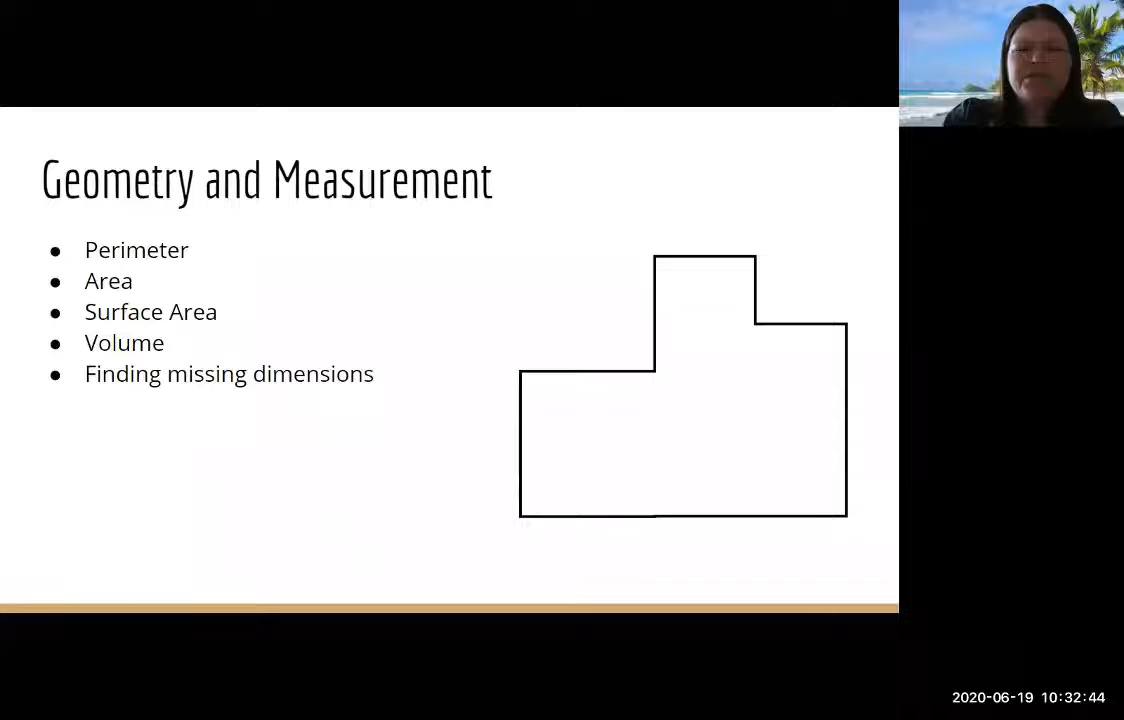 Geometry and Measurement
● Perimeter
● Area
● Surface Area
● Volume
● Finding missing dimensions
2020-06-19 10:32:44